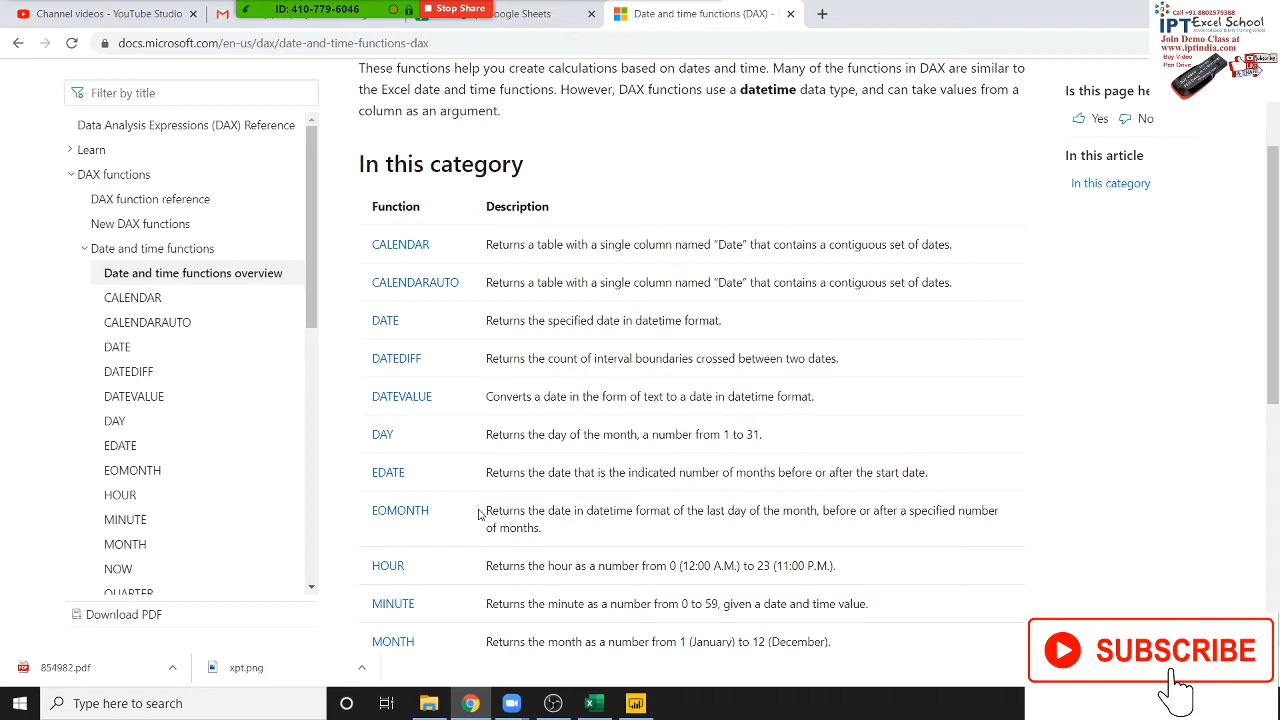 Channel videos - YouTube
ID: 410-779-6046
Stop Share
ogle Sheets
Date and time functions (DAX) -
docs.microsoft.com/en-us/dax/date-and-time-functions-dax
Call +91 8802579388
IPT Excel School
Join Demo Class at
www.iptindia.com
Buy Video
Pen Drive
Filter by title
Data Analysis Expressions (DAX) Reference
Learn
DAX functions
DAX function reference
New DAX functions
Date and time functions
Date and time functions overview
CALENDAR
CALENDARAUTO
DATE
DATEDIFF
DATEVALUE
DAY
EDATE
EOMONTH
HOUR
MINUTE
MONTH
NOW
QUARTER
Download PDF
These functions help calculations based on dates and time. Many of the functions in DAX are similar to
the Excel date and time functions. However, DAX functions use a datetime data type, and can take values from a
column as an argument.
In this category
Function Description
CALENDAR Returns a table with a single column named "Date" that contains a contiguous set of dates.
CALENDARAUTO Returns a table with a single column named "Date" that contains a contiguous set of dates.
DATE Returns the specified date in datetime format.
DATEDIFF Returns the count of interval boundaries crossed between two dates.
DATEVALUE Converts a date in the form of text to a date in datetime format.
DAY Returns the day of the month, a number from 1 to 31.
EDATE Returns the date that is the indicated number of months before or after the start date.
EOMONTH Returns the date in datetime format of the last day of the month, before or after a specified number
of months.
HOUR Returns the hour as a number from 0 (12:00 A.M.) to 23 (11:00 P.M.).
MINUTE Returns the minute as a number from 0 to 59, given a date and time value.
MONTH Returns the month as a number from 1 (January) to 12 (December).
Is this page he
Yes No
In this article
In this category
SUBSCRIBE
854982.pdf
xpt.png
Type here to search